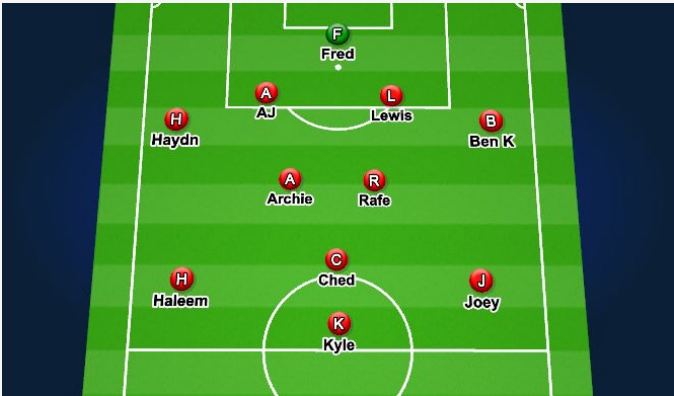 F
Fred
A
AJ
L
Lewis
H
Haydn
B
Ben K
A
Archie
R
Rafe
C
Ched
H
Haleem
J
Joey
K
Kyle